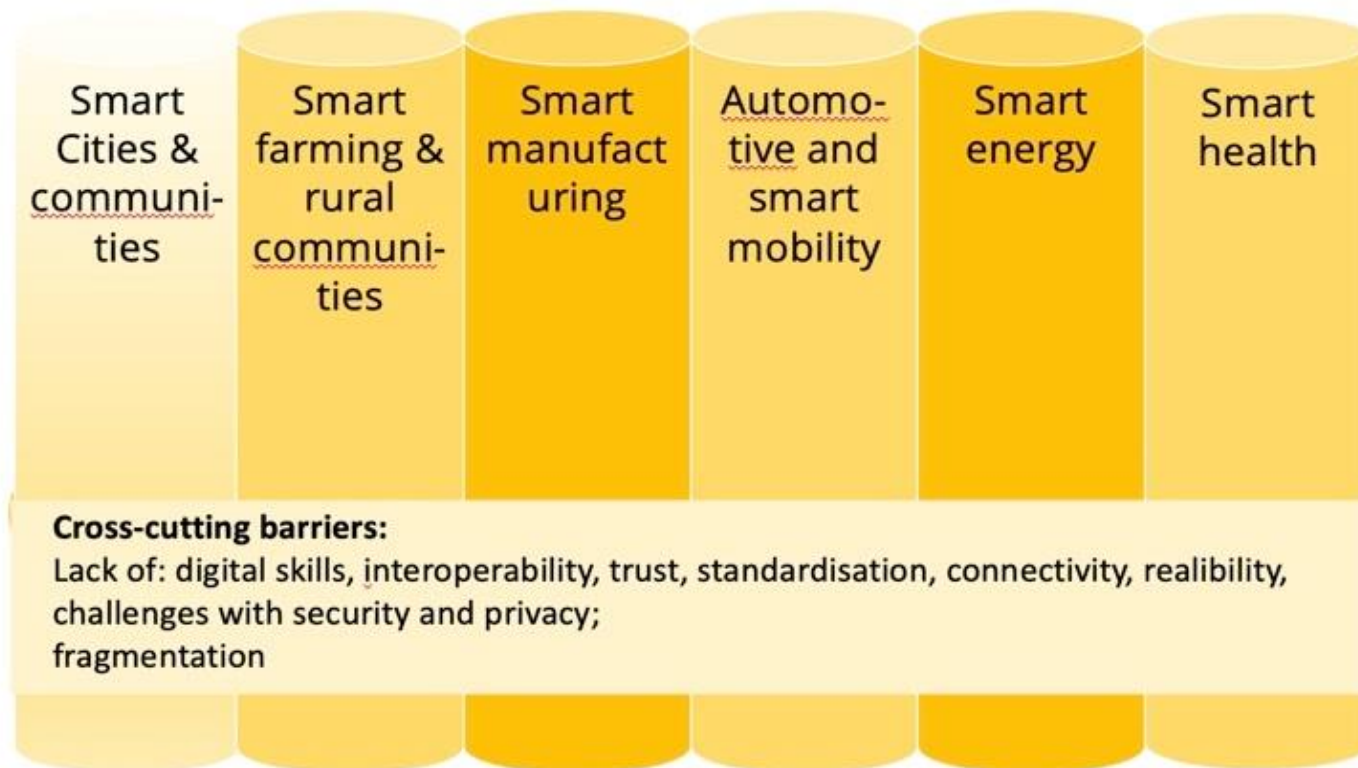 Smart
Cities &
communi-
ties
Smart
farming &
rural
communi-
ties
Smart
manufact
uring
Automo-
tive and
smart
mobility
Smart
energy
Smart
health
Cross-cutting barriers:
Lack of: digital skills, interoperability, trust, standardisation, connectivity, realibility,
challenges with security and privacy;
fragmentation